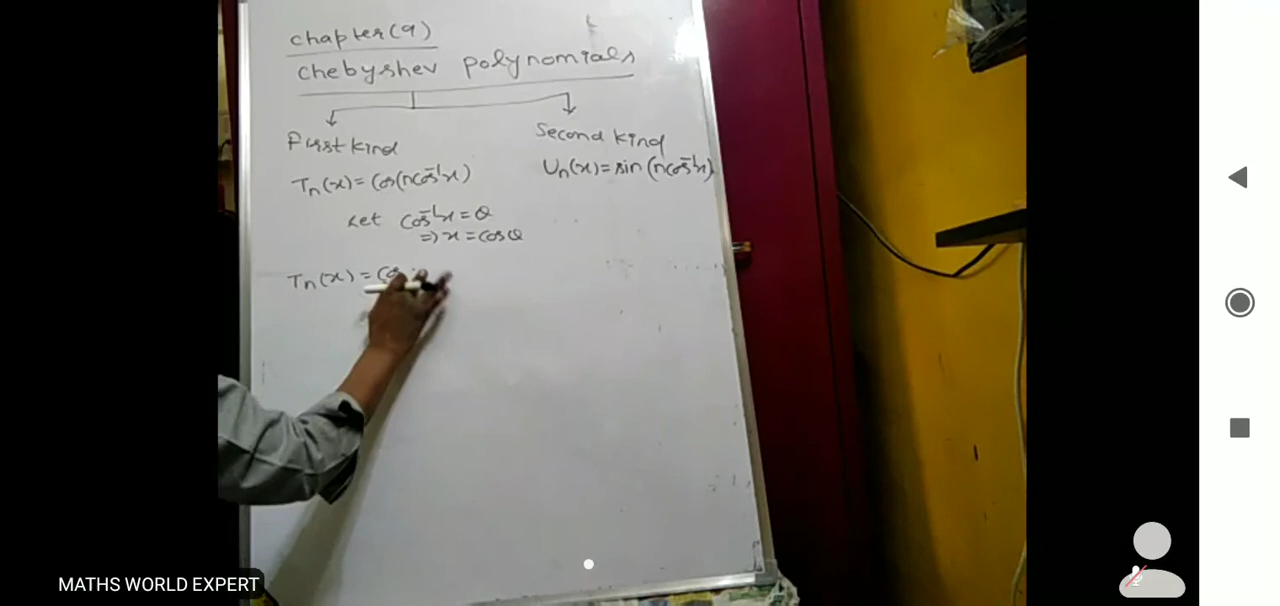 chapter(9)
chebyshev polynomials
First kind
Tn(x) = Cos(nCos⁻¹x)
Let Cos⁻¹x = θ
=> x = Cosθ
Tn(x) = Cos
Second kind
Un(x) = sin(nCos⁻¹x)
MATHS WORLD EXPERT